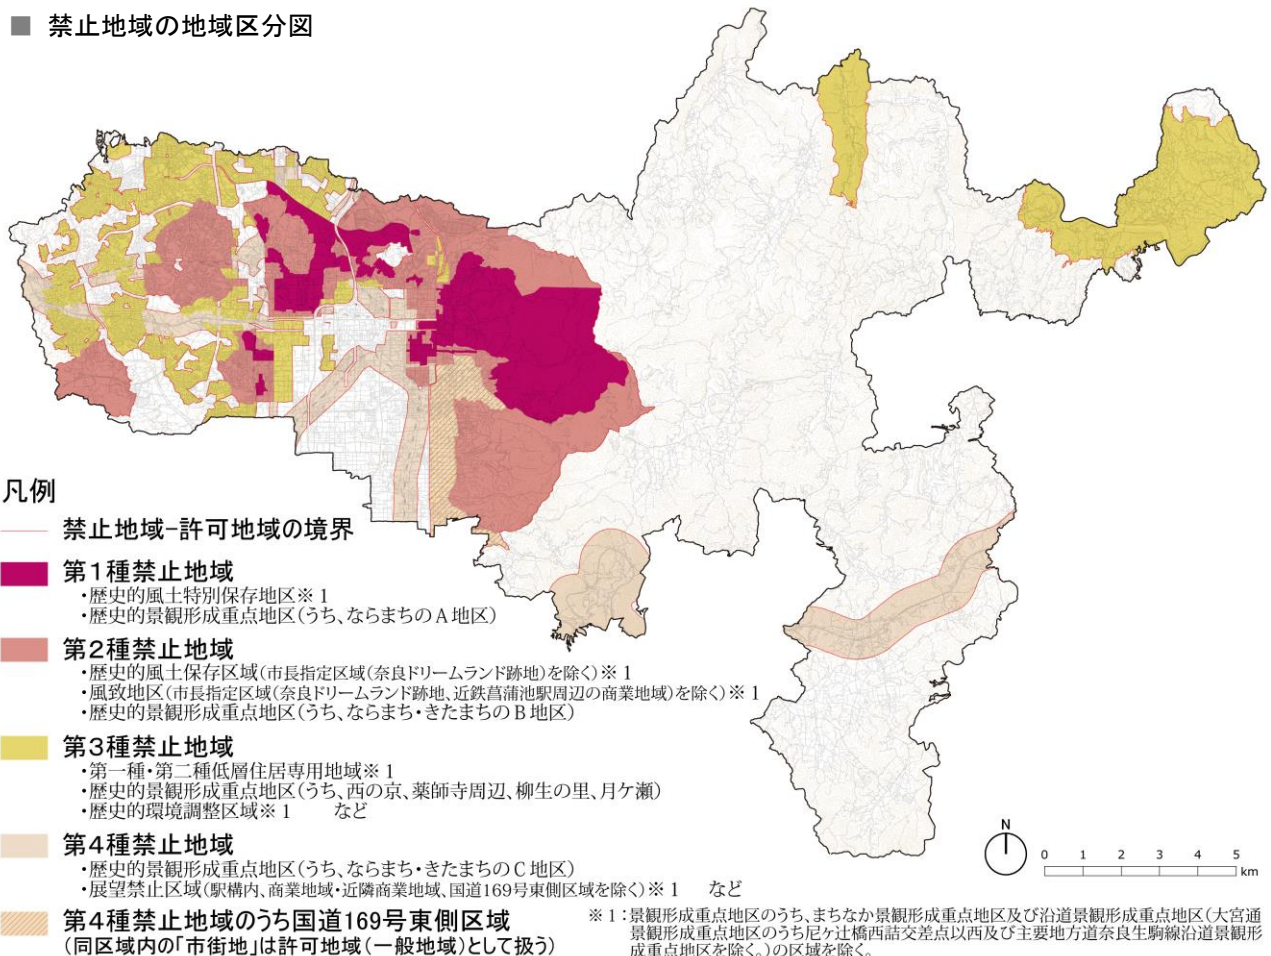 ■ 禁止地域の地域区分図
凡例
禁止地域−許可地域の境界
第1種禁止地域
・歴史的風土特別保存地区※1
・歴史的景観形成重点地区(うち、ならまちのA地区)
第2種禁止地域
・歴史的風土保存区域(市長指定区域(奈良ドリームランド跡地)を除く)※1
・風致地区(市長指定区域(奈良ドリームランド跡地、近鉄菖蒲池駅周辺の商業地域)を除く)※1
・歴史的景観形成重点地区(うち、ならまち・きたまちのB地区)
第3種禁止地域
・第一種・第二種低層住居専用地域※1
・歴史的景観形成重点地区(うち、西の京、薬師寺周辺、柳生の里、月ケ瀬)
・歴史的環境調整区域※1 など
第4種禁止地域
・歴史的景観形成重点地区(うち、ならまち・きたまちのC地区)
・展望禁止区域(駅構内、商業地域・近隣商業地域、国道169号東側区域を除く)※1 など
第4種禁止地域のうち国道169号東側区域
(同区域内の「市街地」は許可地域(一般地域)として扱う)
N
0 1 2 3 4 5
km
※1:景観形成重点地区のうち、まちなか景観形成重点地区及び沿道景観形成重点地区(大宮通
景観形成重点地区のうち尼ヶ辻橋西詰交差点以西及び主要地方道奈良生駒線沿道景観形
成重点地区を除く。)の区域を除く。